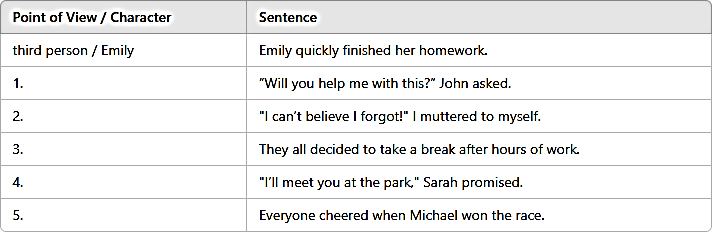 Point of View / Character Sentence
third person / Emily Emily quickly finished her homework.
1. "Will you help me with this?" John asked.
2. "I can't believe I forgot!" I muttered to myself.
3. They all decided to take a break after hours of work.
4. "I'll meet you at the park," Sarah promised.
5. Everyone cheered when Michael won the race.